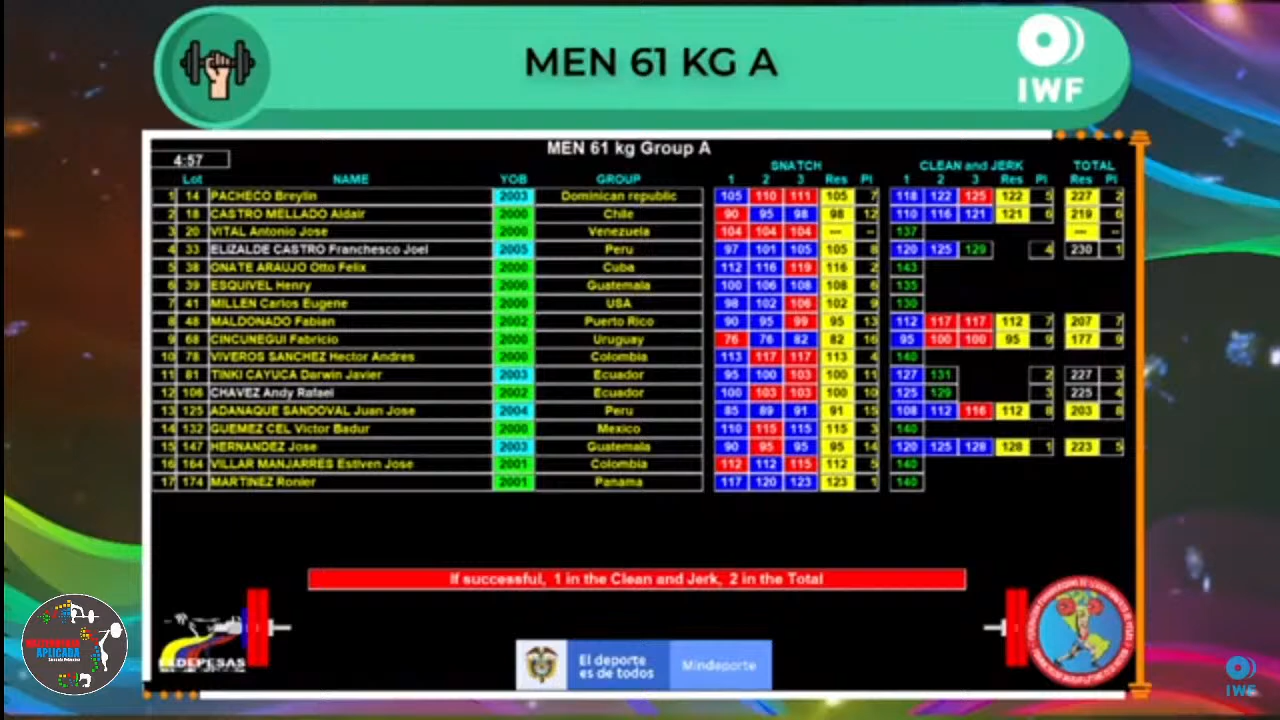 MEN 61 KG A
IWF
MEN 61 kg Group A
4:57
SNATCH CLEAN and JERK TOTAL
Lot NAME YOB GROUP 1 2 3 Res Pl 1 2 3 Res Pl Res Pl
1 14 PACHECO Breylin 2003 Dominican republic 105 110 111 105 7 118 122 125 122 5 227 2
2 18 CASTRO MELLADO Aldair 2000 Chile 90 95 98 98 12 110 116 121 121 6 219 6
3 20 VITAL Antonio Jose 2000 Venezuela 104 104 104 --- -- 137 --- --
4 33 ELIZALDE CASTRO Franchesco Joel 2005 Peru 97 101 105 105 8 120 125 129 4 230 1
5 38 ONATE ARAUJO Otto Felix 2000 Cuba 112 116 119 116 2 143
6 39 ESQUIVEL Henry 2000 Guatemala 100 106 108 108 6 135
7 41 MILLEN Carlos Eugene 2000 USA 98 102 106 102 9 130
8 48 MALDONADO Fabian 2002 Puerto Rico 90 95 99 95 13 112 117 117 112 7 207 7
9 68 CINCUNEGUI Fabricio 2000 Uruguay 76 76 82 82 16 95 100 100 95 9 177 9
10 78 VIVEROS SANCHEZ Hector Andres 2000 Colombia 113 117 117 113 4 140
11 81 TINKI CAYUCA Darwin Javier 2003 Ecuador 95 100 103 100 11 127 131 2 227 3
12 106 CHAVEZ Andy Rafael 2002 Ecuador 100 103 103 100 10 125 129 3 225 4
13 125 ADANAQUE SANDOVAL Juan Jose 2004 Peru 85 89 91 91 15 108 112 116 112 8 203 8
14 132 GUEMEZ CEL Victor Badur 2000 Mexico 110 115 115 115 3 140
15 147 HERNANDEZ Jose 2003 Guatemala 90 95 95 95 14 120 125 128 128 1 223 5
16 164 VILLAR MANJARRES Estiven Jose 2001 Colombia 112 112 115 112 5 140
17 174 MARTINEZ Ronier 2001 Panama 117 120 123 123 1 140
If successful, 1 in the Clean and Jerk, 2 in the Total
APLICADA
El deporte
es de todos
Mindeporte
IWF